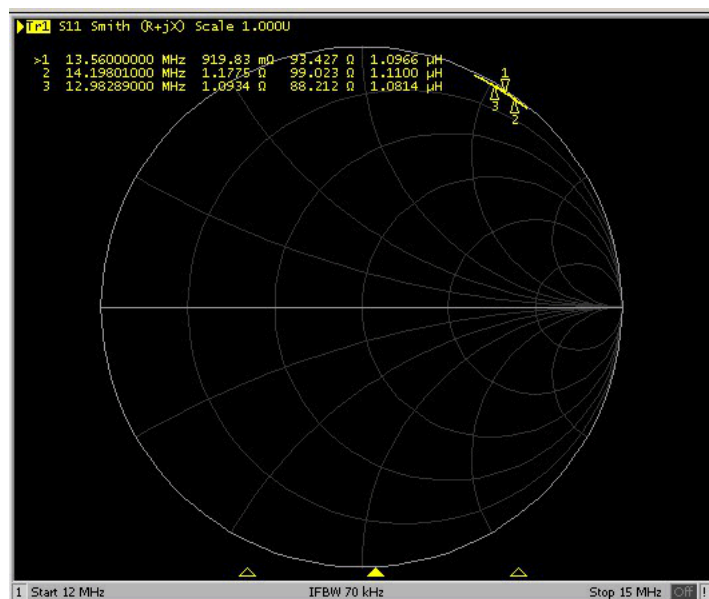 Tr1 S11 Smith (R+jX) Scale 1.000U
>1 13.56000000 MHz 919.83 mΩ 93.427 Ω 1.0966 µH
2 14.19801000 MHz 1.1775 Ω 99.023 Ω 1.1100 µH
3 12.98289000 MHz 1.0934 Ω 88.212 Ω 1.0814 µH
1
3
2
1 Start 12 MHz IFBW 70 kHz Stop 15 MHz Off !